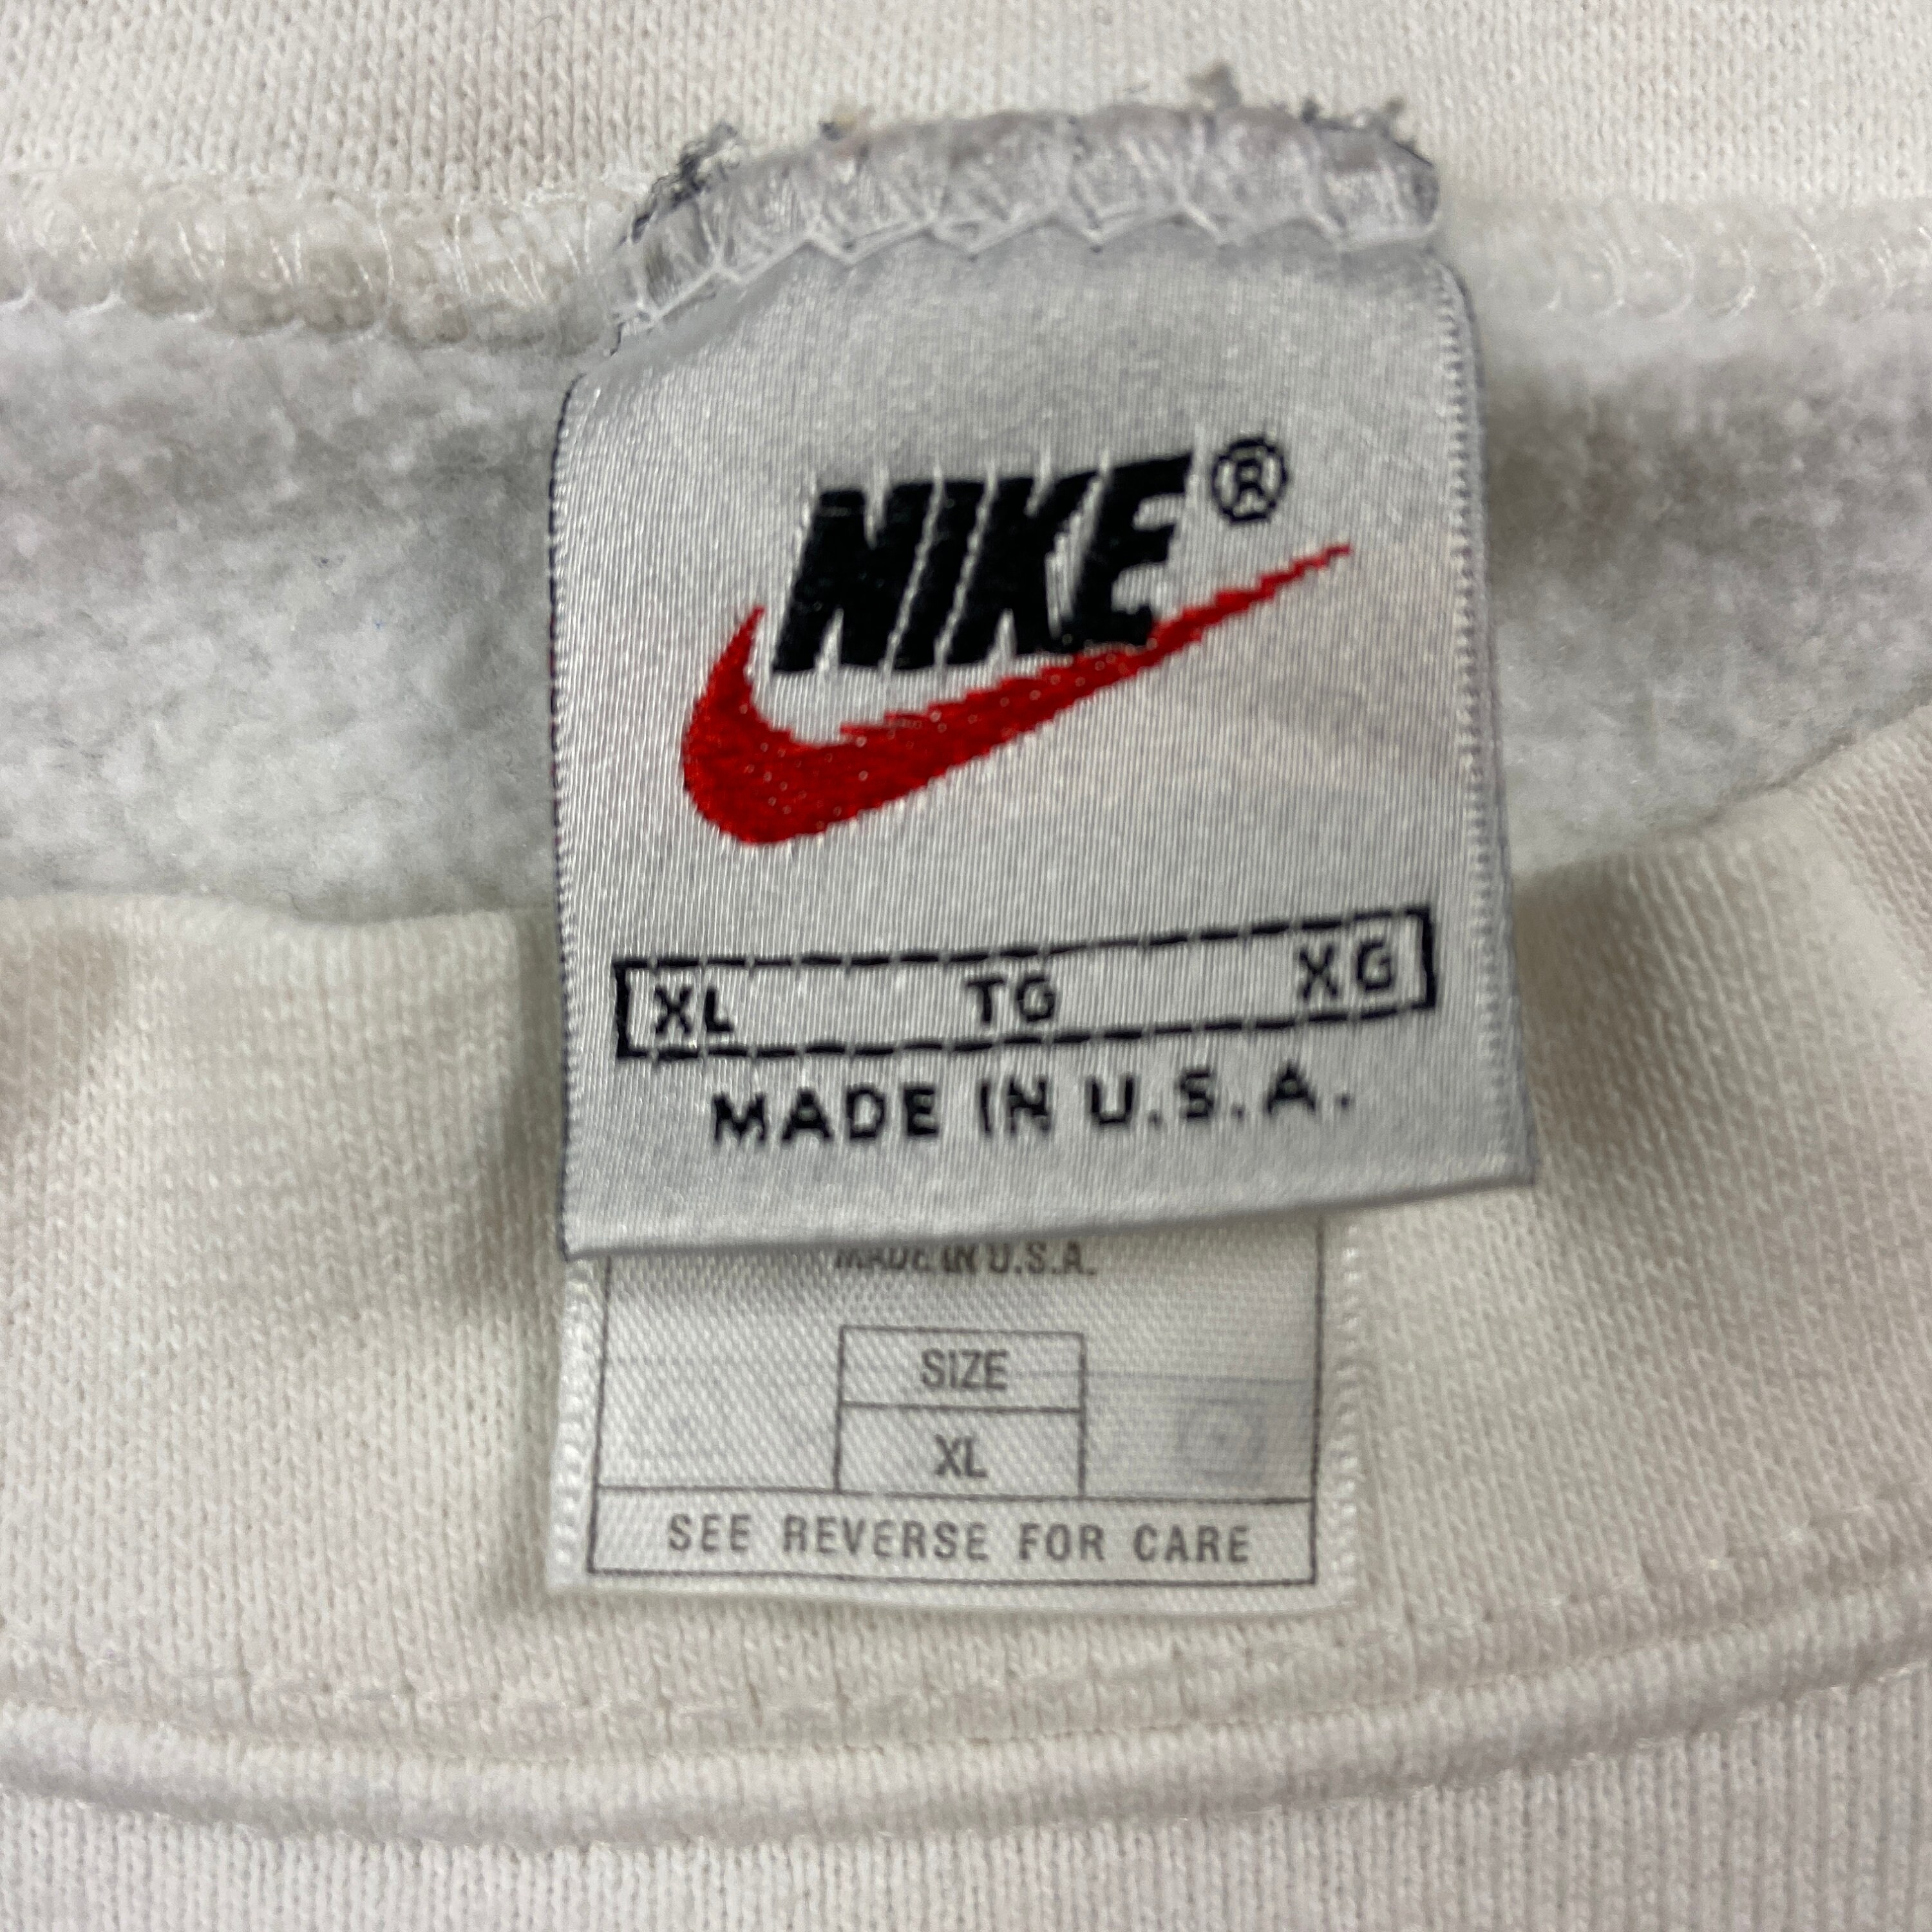 NIKE®
XL TG XG
MADE IN U.S.A.
MADE IN U.S.A.
SIZE
XL
SEE REVERSE FOR CARE